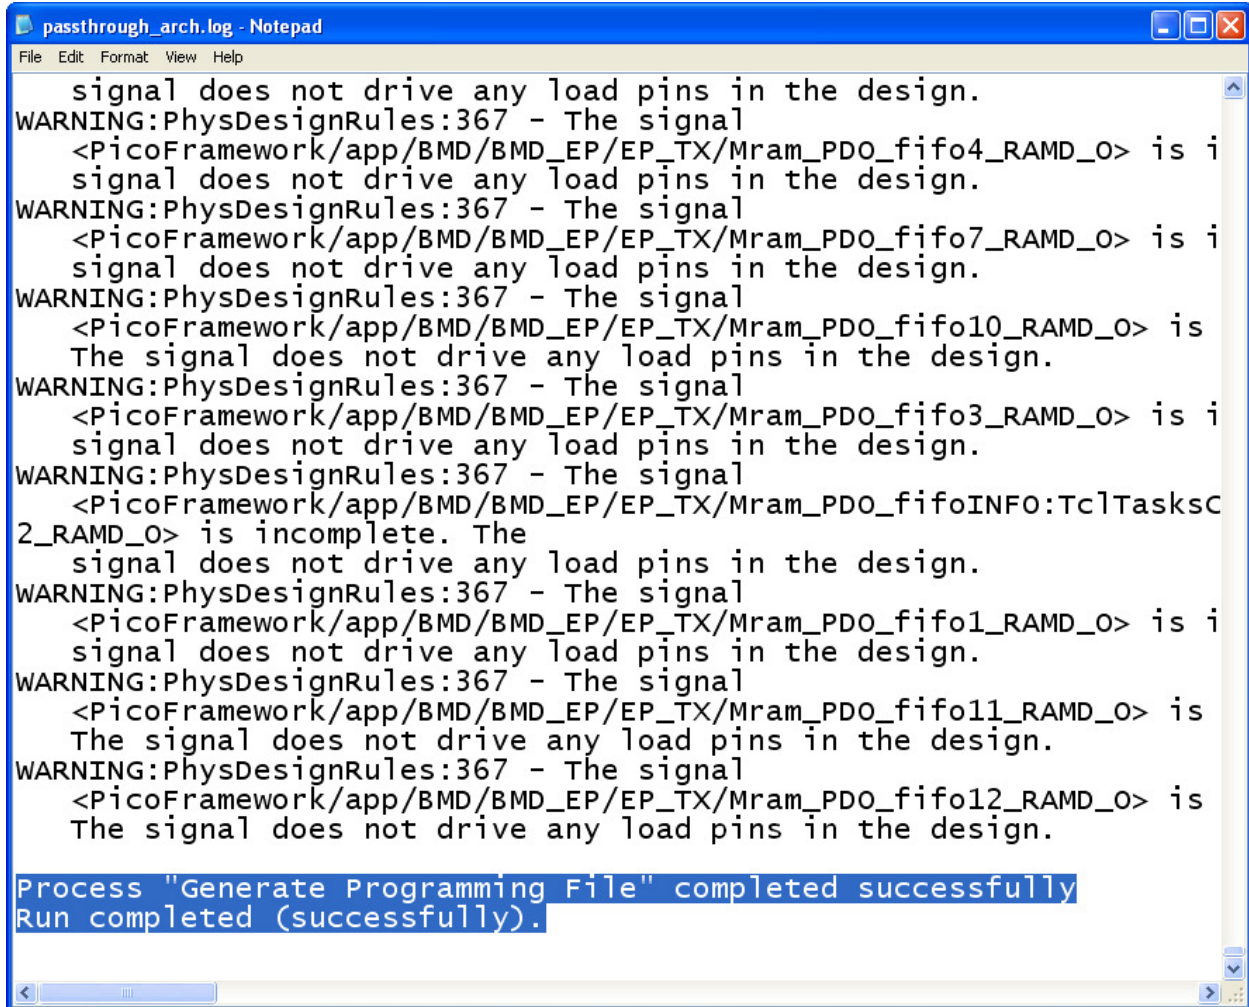 passthrough_arch.log - Notepad
File Edit Format View Help
signal does not drive any load pins in the design.
WARNING:PhysDesignRules:367 - The signal
<PicoFramework/app/BMD/BMD_EP/EP_TX/Mram_PDO_fifo4_RAMD_O> is i
signal does not drive any load pins in the design.
WARNING:PhysDesignRules:367 - The signal
<PicoFramework/app/BMD/BMD_EP/EP_TX/Mram_PDO_fifo7_RAMD_O> is i
signal does not drive any load pins in the design.
WARNING:PhysDesignRules:367 - The signal
<PicoFramework/app/BMD/BMD_EP/EP_TX/Mram_PDO_fifo10_RAMD_O> is
The signal does not drive any load pins in the design.
WARNING:PhysDesignRules:367 - The signal
<PicoFramework/app/BMD/BMD_EP/EP_TX/Mram_PDO_fifo3_RAMD_O> is i
signal does not drive any load pins in the design.
WARNING:PhysDesignRules:367 - The signal
<PicoFramework/app/BMD/BMD_EP/EP_TX/Mram_PDO_fifoINFO:TclTasksC
2_RAMD_O> is incomplete. The
signal does not drive any load pins in the design.
WARNING:PhysDesignRules:367 - The signal
<PicoFramework/app/BMD/BMD_EP/EP_TX/Mram_PDO_fifo1_RAMD_O> is i
signal does not drive any load pins in the design.
WARNING:PhysDesignRules:367 - The signal
<PicoFramework/app/BMD/BMD_EP/EP_TX/Mram_PDO_fifo11_RAMD_O> is
The signal does not drive any load pins in the design.
WARNING:PhysDesignRules:367 - The signal
<PicoFramework/app/BMD/BMD_EP/EP_TX/Mram_PDO_fifo12_RAMD_O> is
The signal does not drive any load pins in the design.
Process "Generate Programming File" completed successfully
Run completed (successfully).